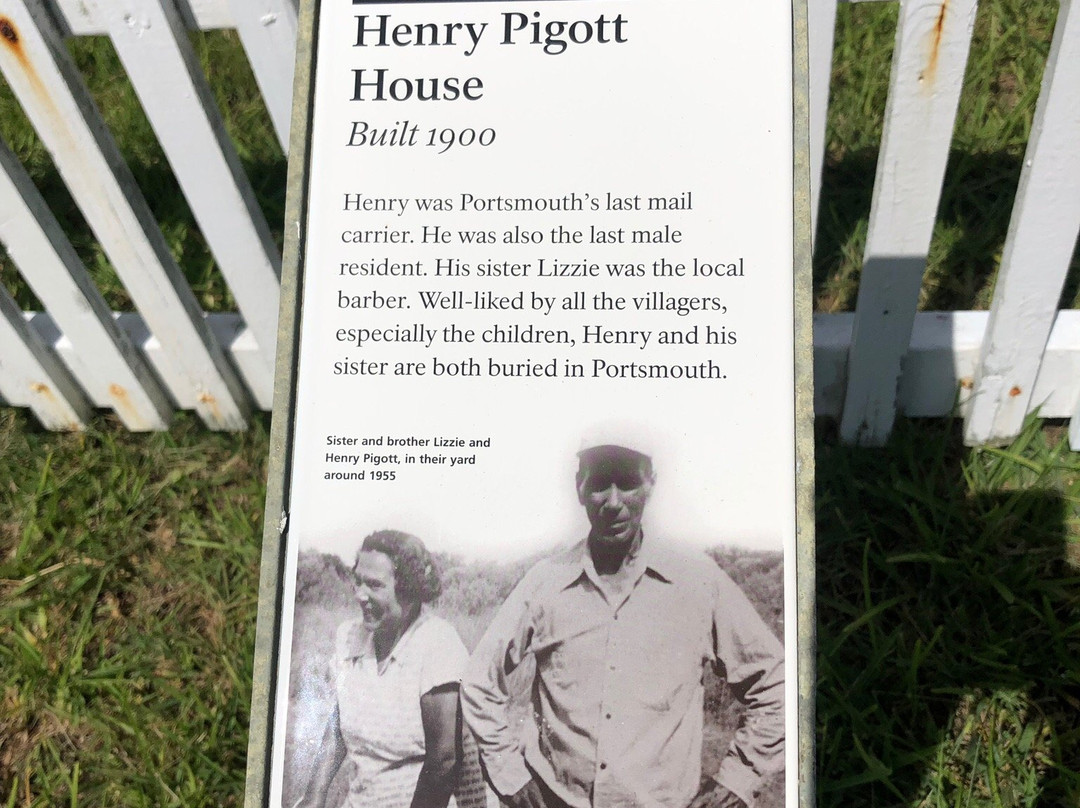 Henry Pigott
House
Built 1900
Henry was Portsmouth’s last mail
carrier. He was also the last male
resident. His sister Lizzie was the local
barber. Well-liked by all the villagers,
especially the children, Henry and his
sister are both buried in Portsmouth.
Sister and brother Lizzie and
Henry Pigott, in their yard
around 1955